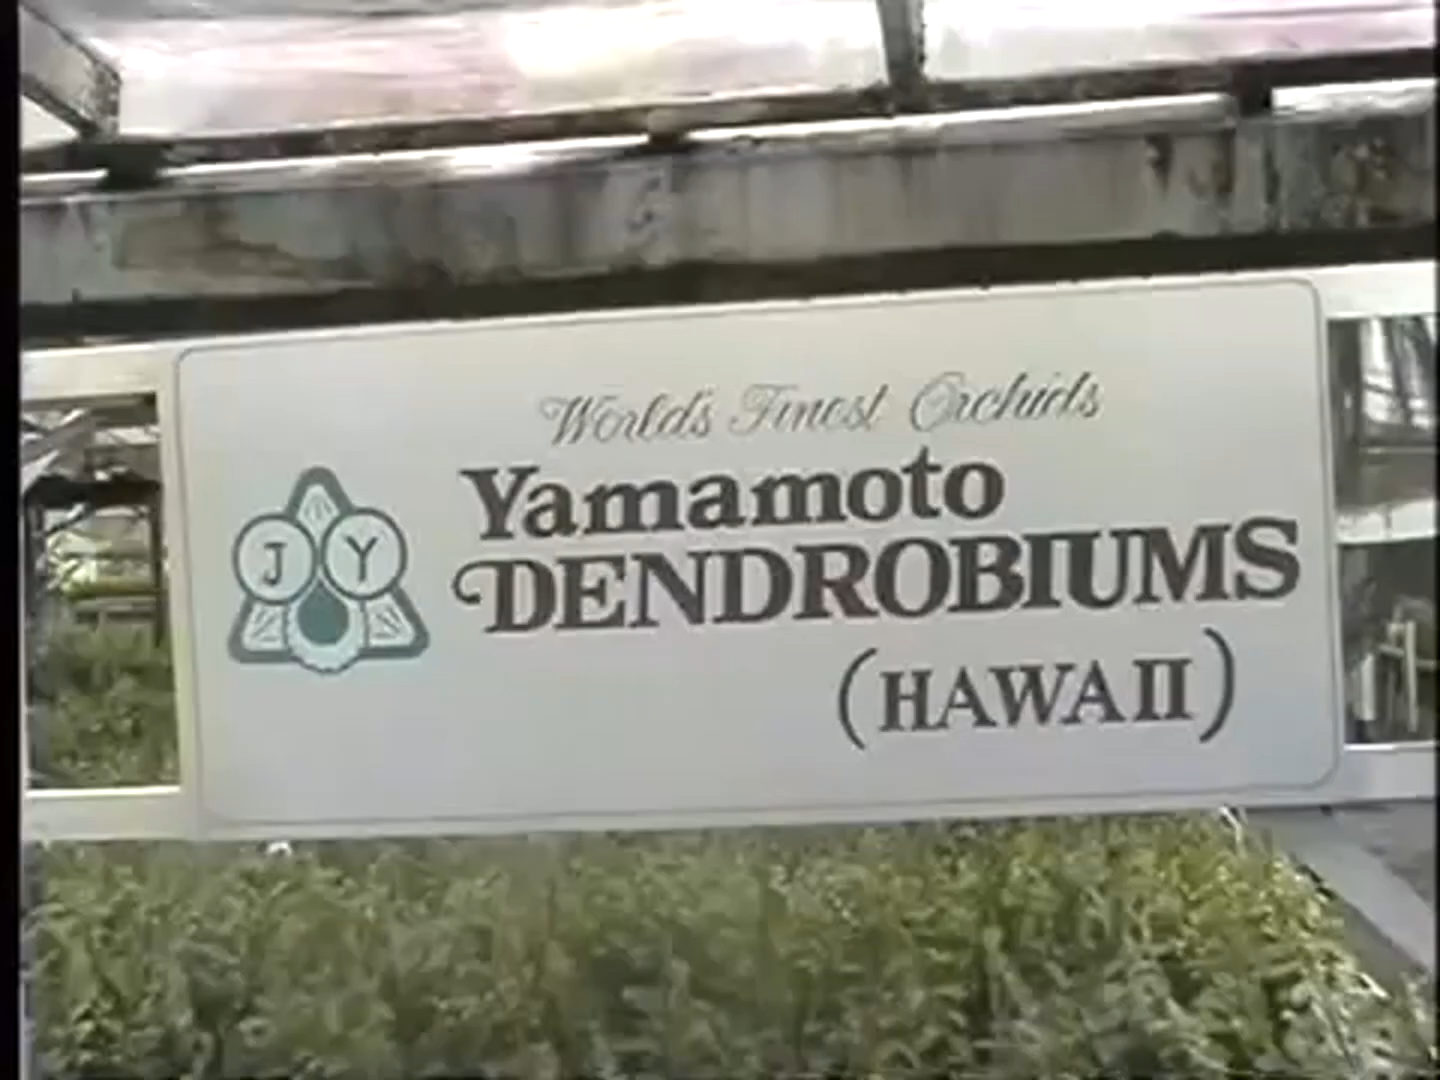 World's Finest Orchids
Yamamoto
DENDROBIUMS
(HAWAII)
J Y